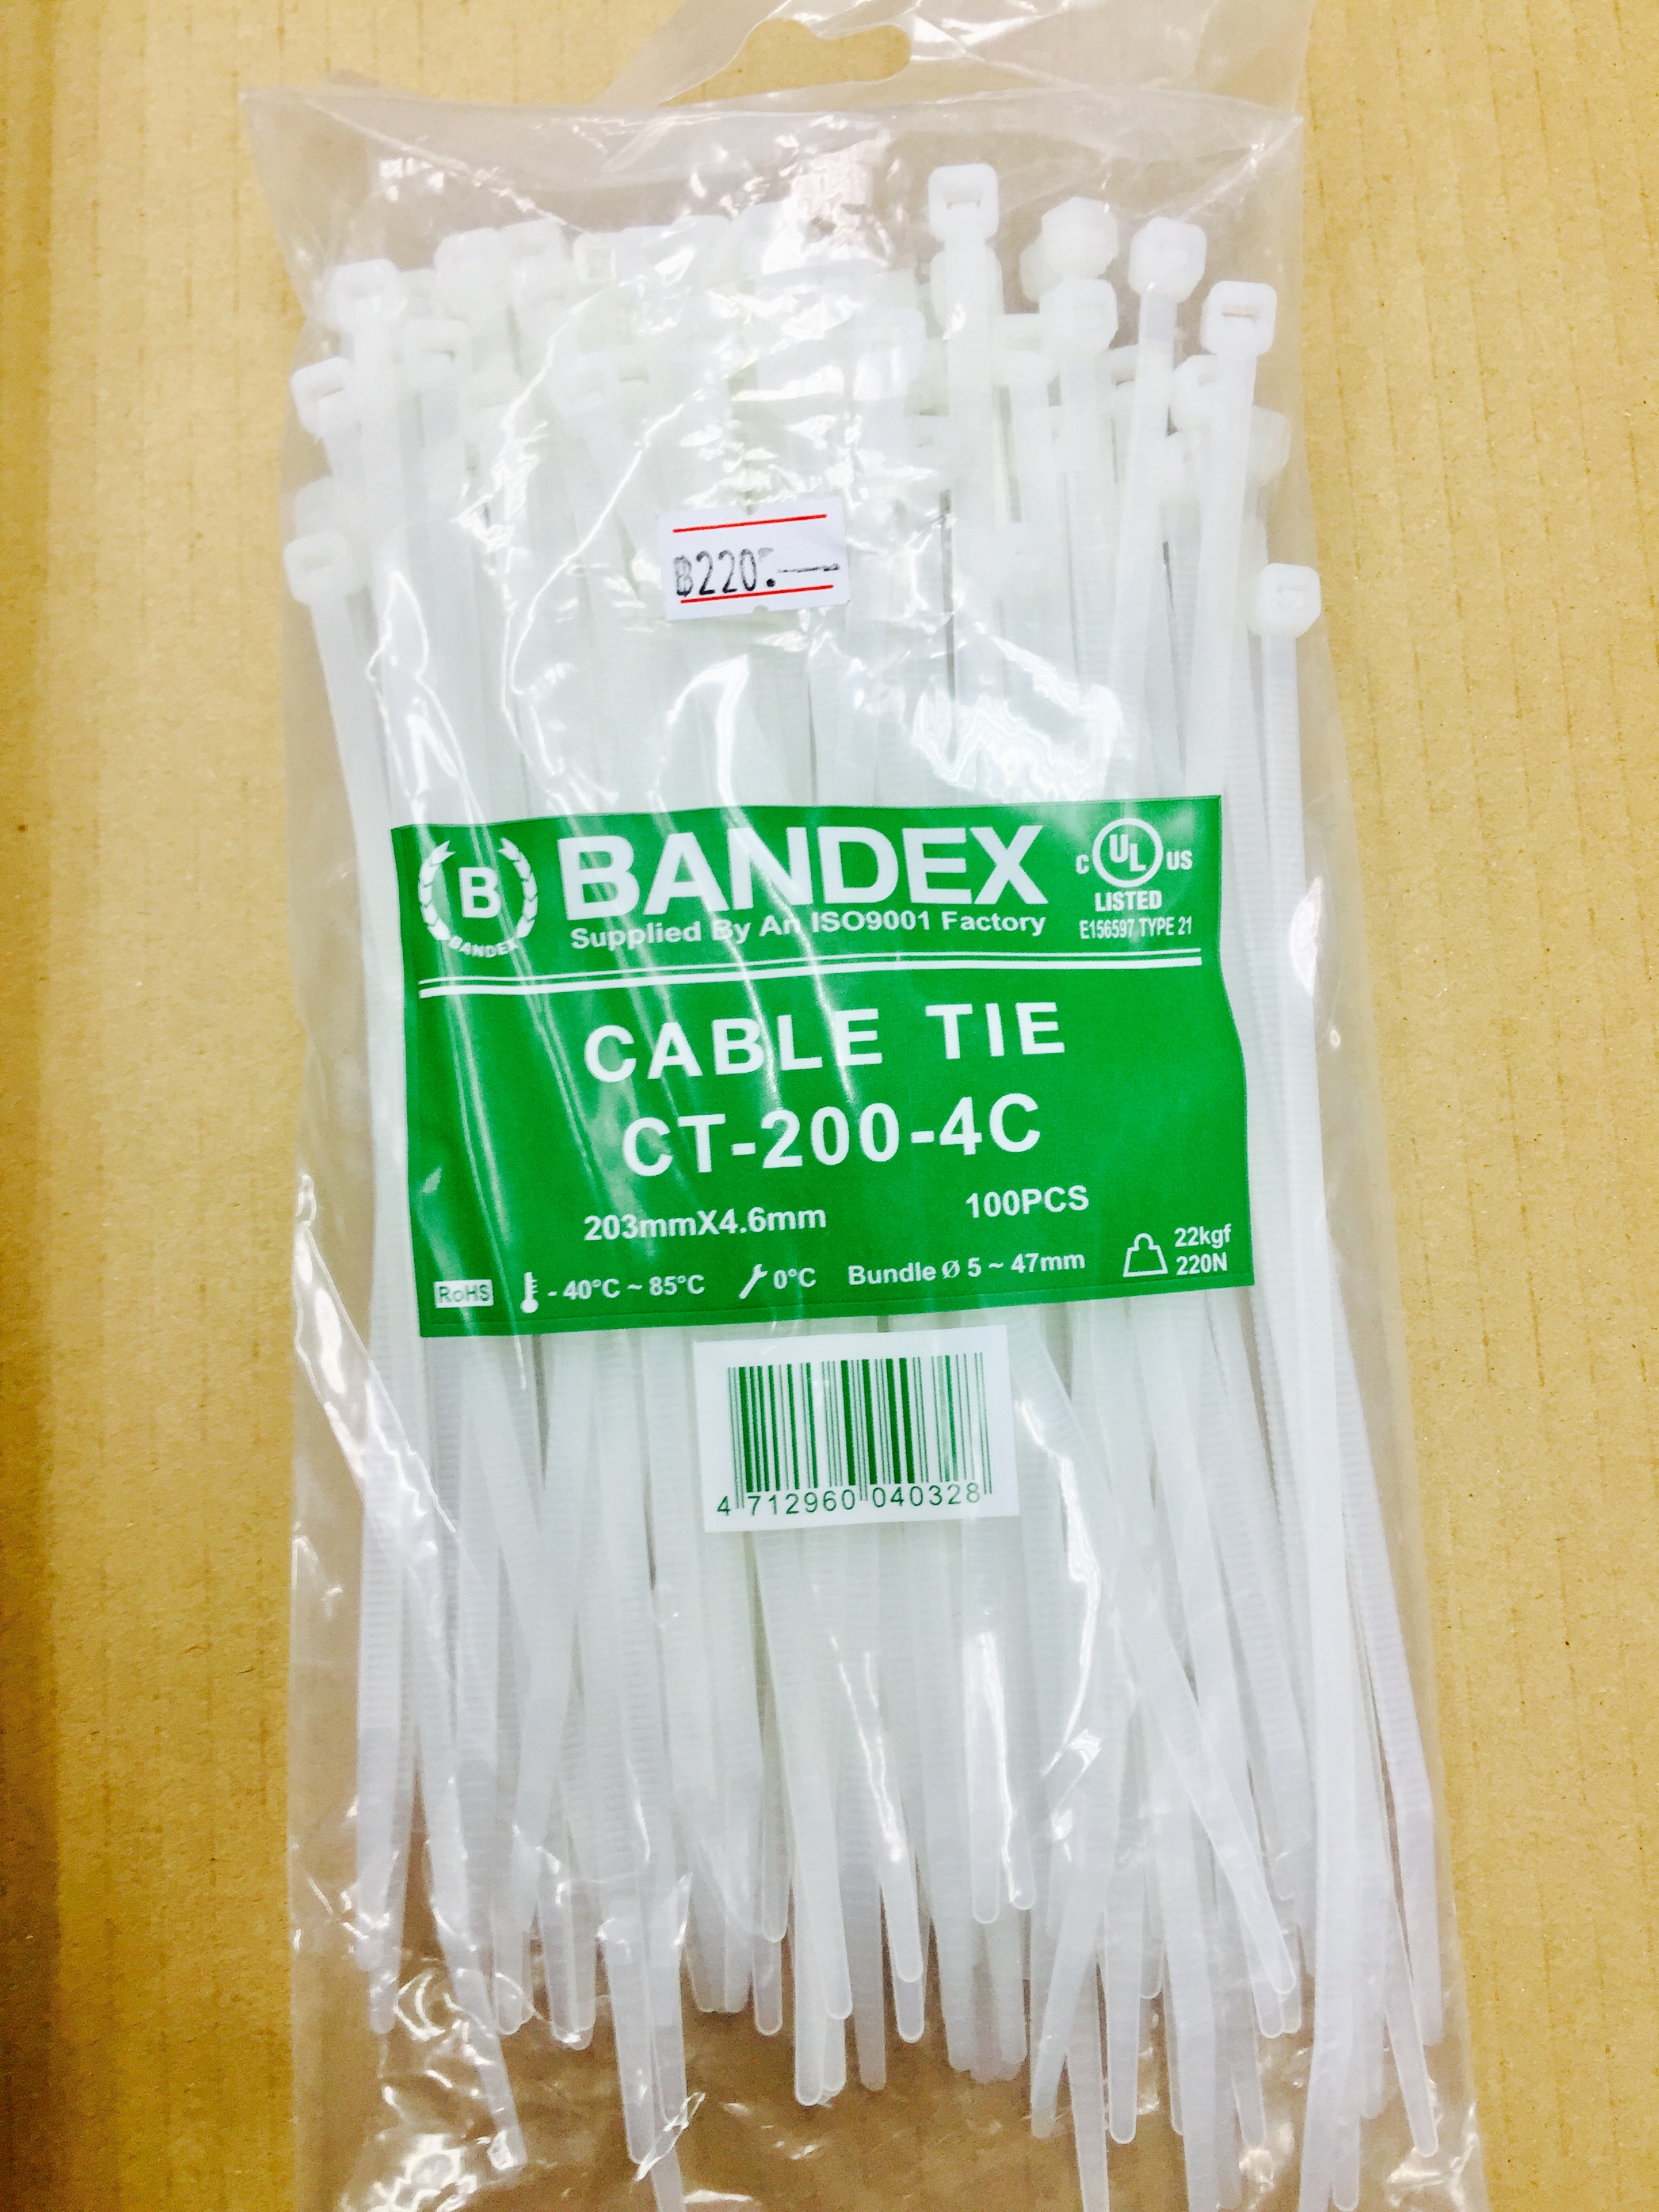 ฿220.-
B
BANDEX
BANDEX
Supplied By An ISO9001 Factory
C UL US
LISTED
E156597 TYPE 21
CABLE TIE
CT-200-4C
203mmX4.6mm
100PCS
RoHS
- 40°C ~ 85°C
0°C
Bundle Ø 5 ~ 47mm
22kgf
220N
4 712960 040328